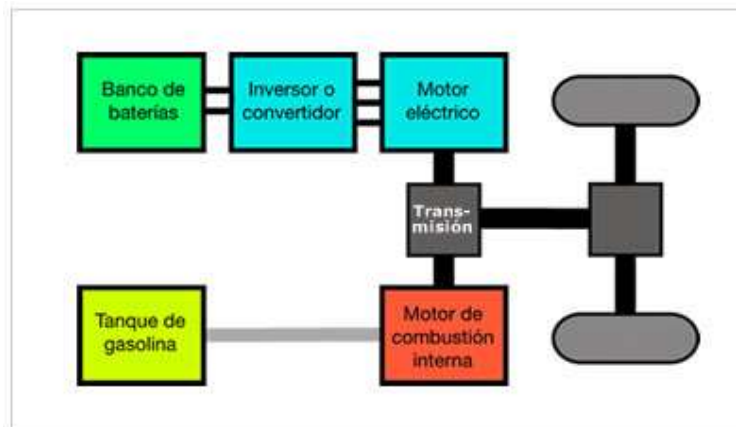 Banco de
baterías
Inversor o
convertidor
Motor
eléctrico
Trans-
misión
Tanque de
gasolina
Motor de
combustión
interna